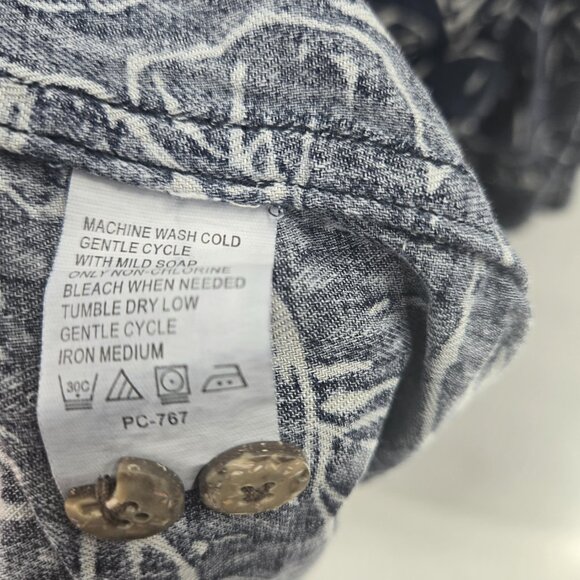 MACHINE WASH COLD
GENTLE CYCLE
WITH MILD SOAP
ONLY NON-CHLORINE
BLEACH WHEN NEEDED
TUMBLE DRY LOW
GENTLE CYCLE
IRON MEDIUM
30C
PC-767